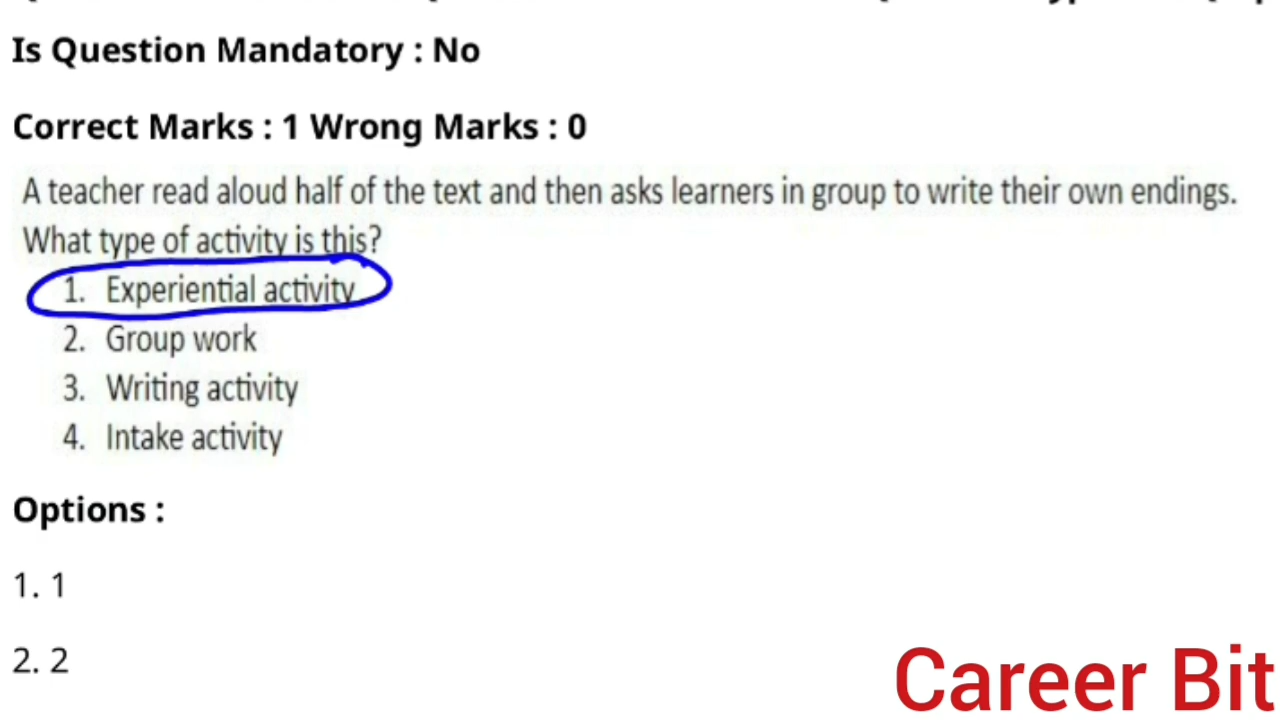 Is Question Mandatory : No
Correct Marks : 1 Wrong Marks : 0
A teacher read aloud half of the text and then asks learners in group to write their own endings.
What type of activity is this?
1. Experiential activity
2. Group work
3. Writing activity
4. Intake activity
Options :
1. 1
2. 2
Career Bit